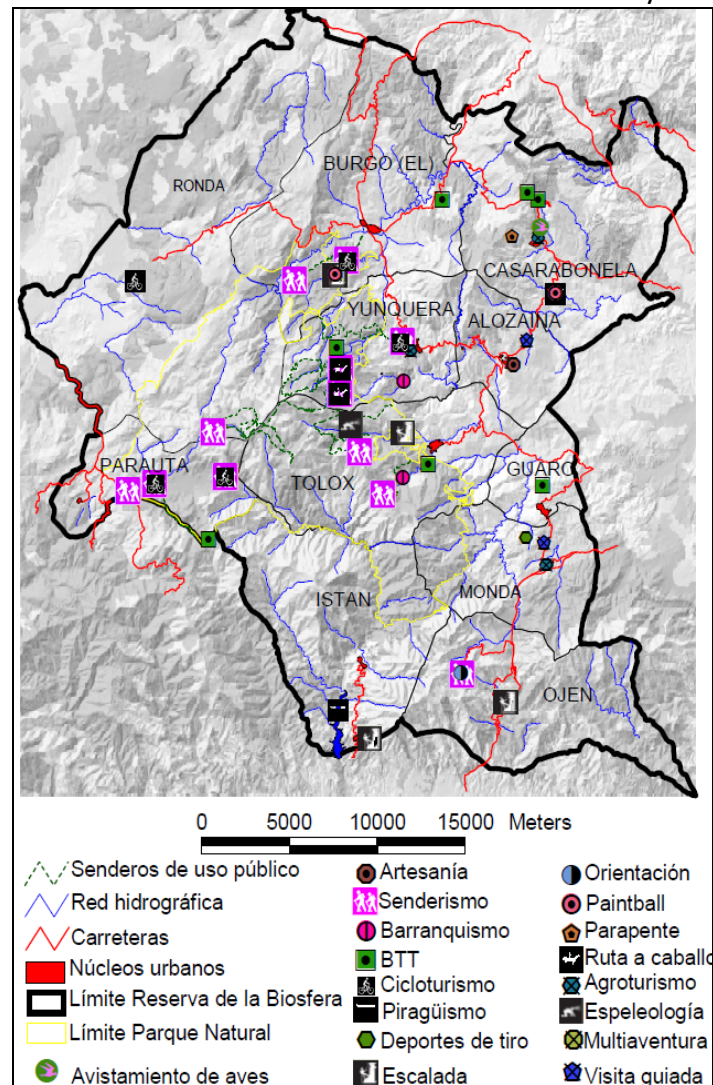 BURGO (EL)
RONDA
CASARABONELA
YUNQUERA
ALOZAINA
PARAUTA
GUARO
TOLOX
ISTAN
MONDA
OJEN
0 5000 10000 15000 Meters
Senderos de uso público
Red hidrográfica
Carreteras
Núcleos urbanos
Límite Reserva de la Biosfera
Límite Parque Natural
Avistamiento de aves
Artesanía
Senderismo
Barranquismo
BTT
Cicloturismo
Piragüismo
Deportes de tiro
Escalada
Orientación
Paintball
Parapente
Ruta a caballo
Agroturismo
Espeleología
Multiaventura
Visita guiada